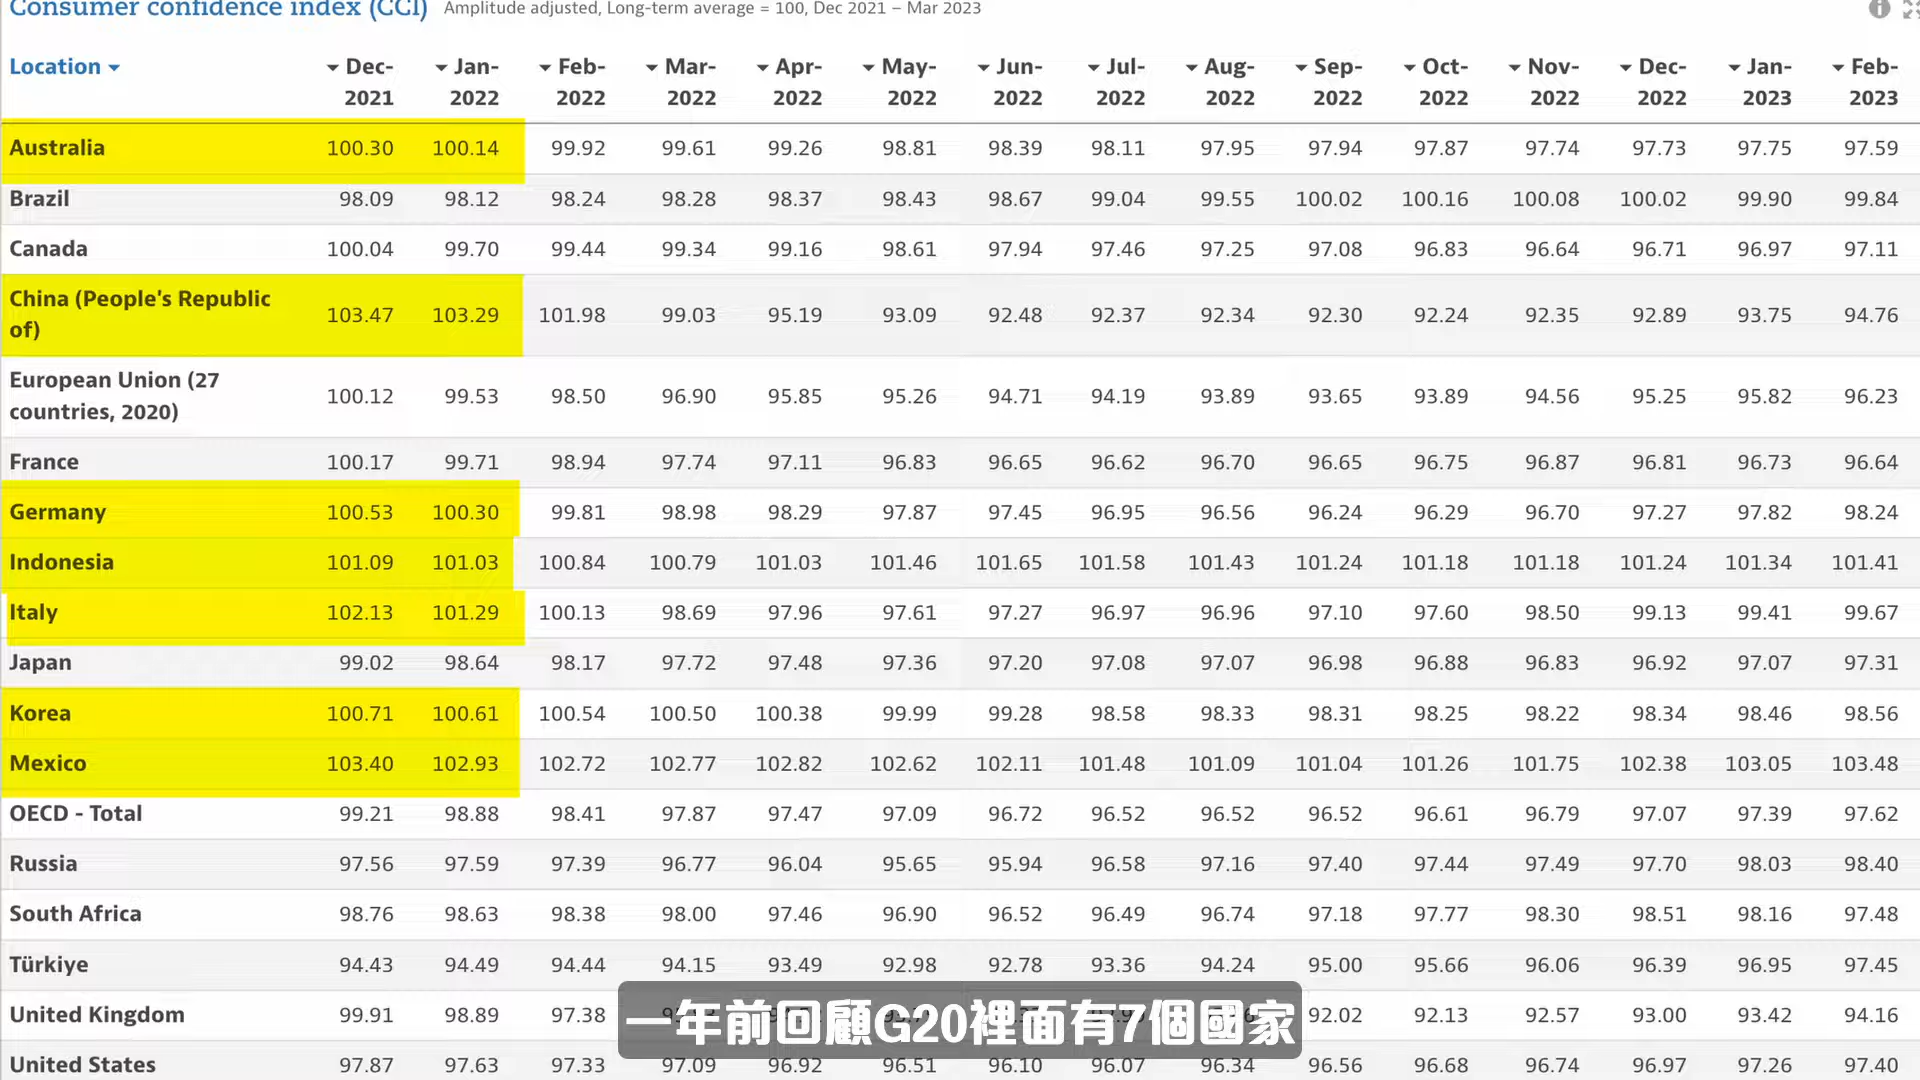 Consumer confidence index (CCI) Amplitude adjusted, Long-term average = 100, Dec 2021 – Mar 2023
Location Dec-2021 Jan-2022 Feb-2022 Mar-2022 Apr-2022 May-2022 Jun-2022 Jul-2022 Aug-2022 Sep-2022 Oct-2022 Nov-2022 Dec-2022 Jan-2023 Feb-2023
Australia 100.30 100.14 99.92 99.61 99.26 98.81 98.39 98.11 97.95 97.94 97.87 97.74 97.73 97.75 97.59
Brazil 98.09 98.12 98.24 98.28 98.37 98.43 98.67 99.04 99.55 100.02 100.16 100.08 100.02 99.90 99.84
Canada 100.04 99.70 99.44 99.34 99.16 98.61 97.94 97.46 97.25 97.08 96.83 96.64 96.71 96.97 97.11
China (People's Republic of) 103.47 103.29 101.98 99.03 95.19 93.09 92.48 92.37 92.34 92.30 92.24 92.35 92.89 93.75 94.76
European Union (27 countries, 2020) 100.12 99.53 98.50 96.90 95.85 95.26 94.71 94.19 93.89 93.65 93.89 94.56 95.25 95.82 96.23
France 100.17 99.71 98.94 97.74 97.11 96.83 96.65 96.62 96.70 96.65 96.75 96.87 96.81 96.73 96.64
Germany 100.53 100.30 99.81 98.98 98.29 97.87 97.45 96.95 96.56 96.24 96.29 96.70 97.27 97.82 98.24
Indonesia 101.09 101.03 100.84 100.79 101.03 101.46 101.65 101.58 101.43 101.24 101.18 101.18 101.24 101.34 101.41
Italy 102.13 101.29 100.13 98.69 97.96 97.61 97.27 96.97 96.96 97.10 97.60 98.50 99.13 99.41 99.67
Japan 99.02 98.64 98.17 97.72 97.48 97.36 97.20 97.08 97.07 96.98 96.88 96.83 96.92 97.07 97.31
Korea 100.71 100.61 100.54 100.50 100.38 99.99 99.28 98.58 98.33 98.31 98.25 98.22 98.34 98.46 98.56
Mexico 103.40 102.93 102.72 102.77 102.82 102.62 102.11 101.48 101.09 101.04 101.26 101.75 102.38 103.05 103.48
OECD - Total 99.21 98.88 98.41 97.87 97.47 97.09 96.72 96.52 96.52 96.52 96.61 96.79 97.07 97.39 97.62
Russia 97.56 97.59 97.39 96.77 96.04 95.65 95.94 96.58 97.16 97.40 97.44 97.49 97.70 98.03 98.40
South Africa 98.76 98.63 98.38 98.00 97.46 96.90 96.52 96.49 96.74 97.18 97.77 98.30 98.51 98.16 97.48
Türkiye 94.43 94.49 94.44 94.15 93.49 92.98 92.78 93.36 94.24 95.00 95.66 96.06 96.39 96.95 97.45
United Kingdom 99.91 98.89 97.38 92.02 92.13 92.57 93.00 93.42 94.16
一年前回顧G20裡面有7個國家
United States 97.87 97.63 97.33 97.09 96.92 96.51 96.10 96.07 96.34 96.56 96.68 96.74 96.97 97.26 97.40